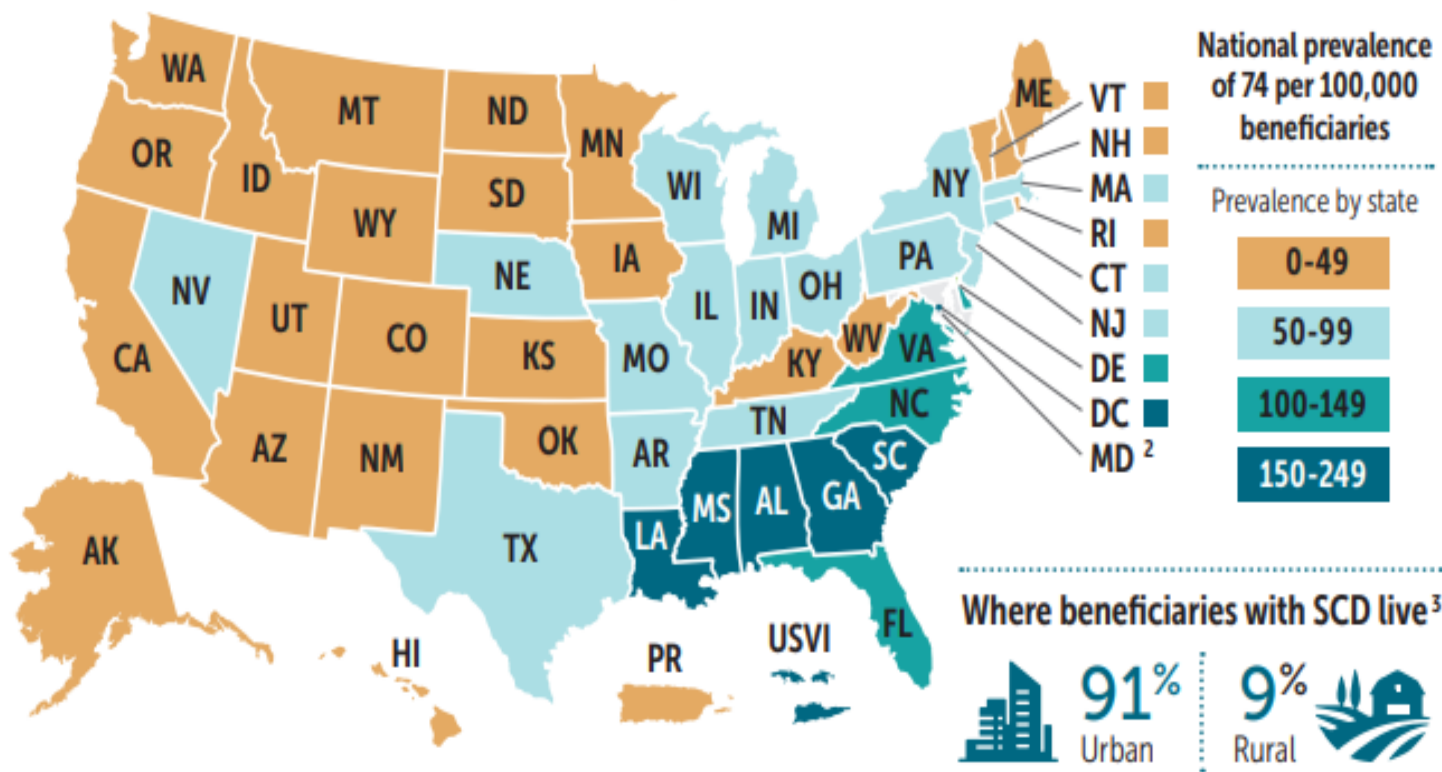 WA
MT
ND
MN
OR
ID
SD
WY
WI
MI
NY
ME
NV
NE
IA
PA
UT
CO
IL
IN
OH
CA
KS
MO
KY
WV
VA
NC
TN
AZ
NM
OK
AR
SC
MS
AL
GA
LA
TX
FL
AK
HI
PR
USVI
VT
NH
MA
RI
CT
NJ
DE
DC
MD 2
National prevalence
of 74 per 100,000
beneficiaries
Prevalence by state
0-49
50-99
100-149
150-249
Where beneficiaries with SCD live3
91%
Urban
9%
Rural